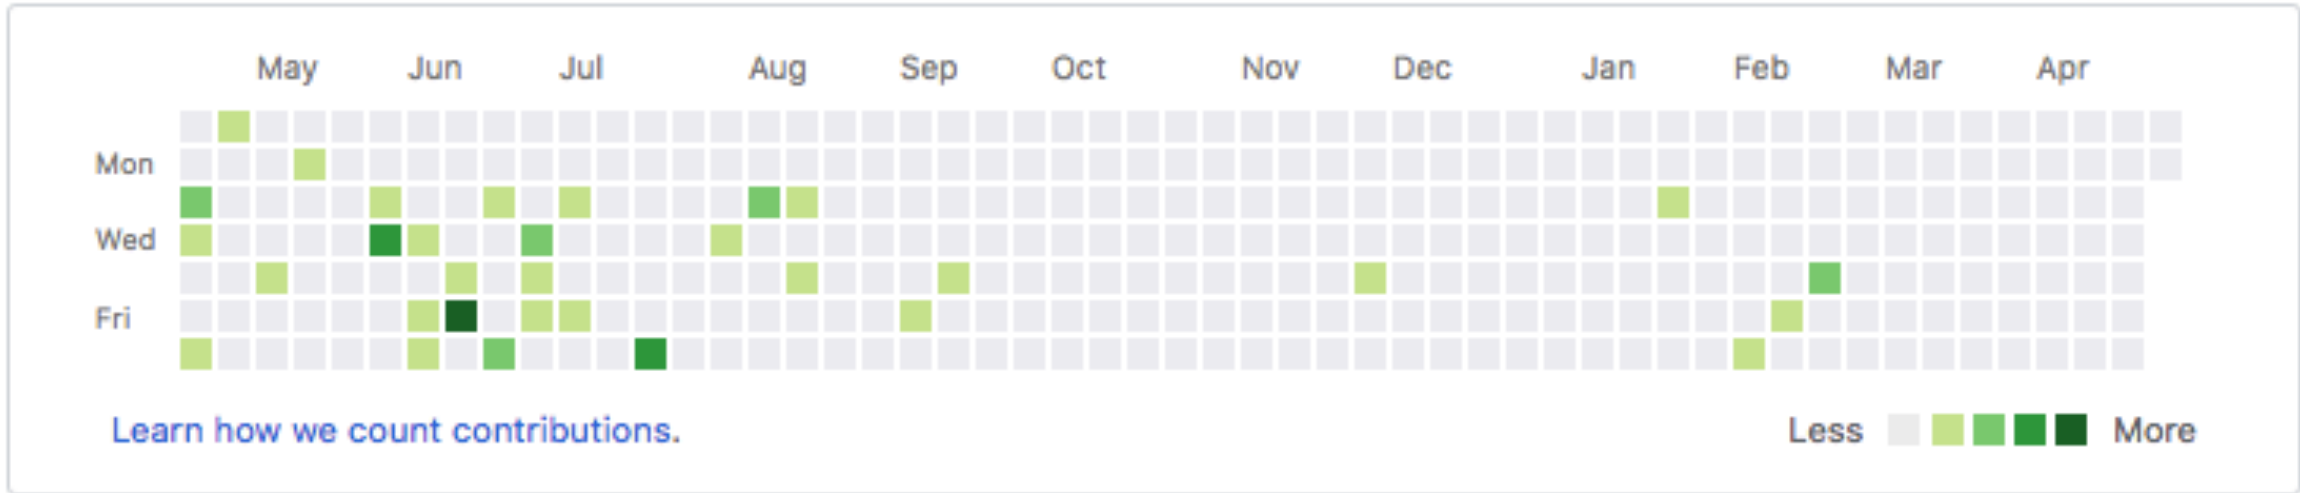 May Jun Jul Aug Sep Oct Nov Dec Jan Feb Mar Apr
Mon
Wed
Fri
Learn how we count contributions. Less More